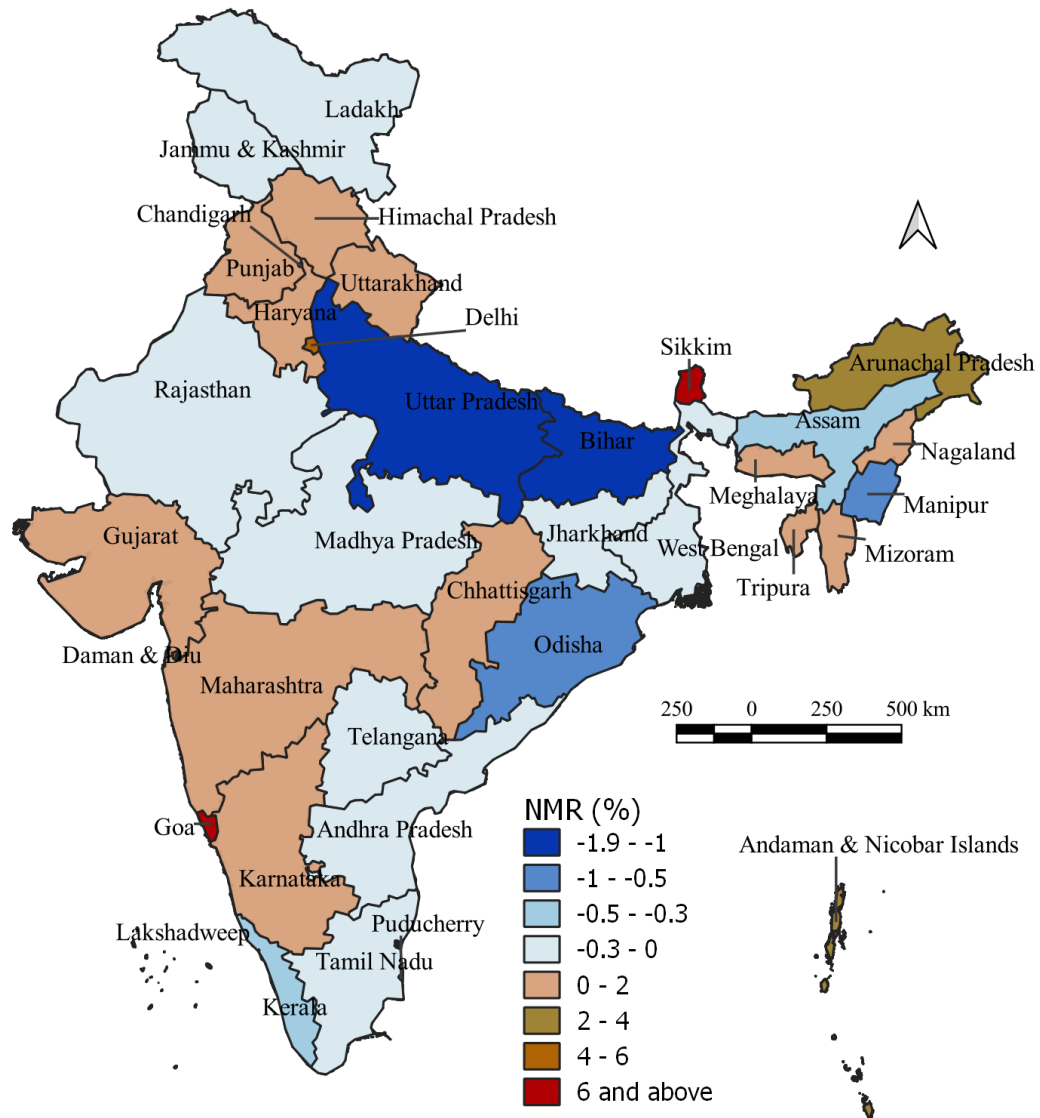 Ladakh
Jammu & Kashmir
Chandigarh
Himachal Pradesh
Punjab
Uttarakhand
Haryana
Delhi
Sikkim
Arunachal Pradesh
Rajasthan
Uttar Pradesh
Assam
Bihar
Nagaland
Meghalaya
Manipur
Gujarat
Madhya Pradesh
Jharkhand
West Bengal
Mizoram
Tripura
Chhattisgarh
Daman & Diu
Odisha
Maharashtra
250 0 250 500 km
Telangana
Goa
Andhra Pradesh
NMR (%)
-1.9 - -1
-1 - -0.5
-0.5 - -0.3
-0.3 - 0
0 - 2
2 - 4
4 - 6
6 and above
Andaman & Nicobar Islands
Karnataka
Puducherry
Lakshadweep
Tamil Nadu
Kerala